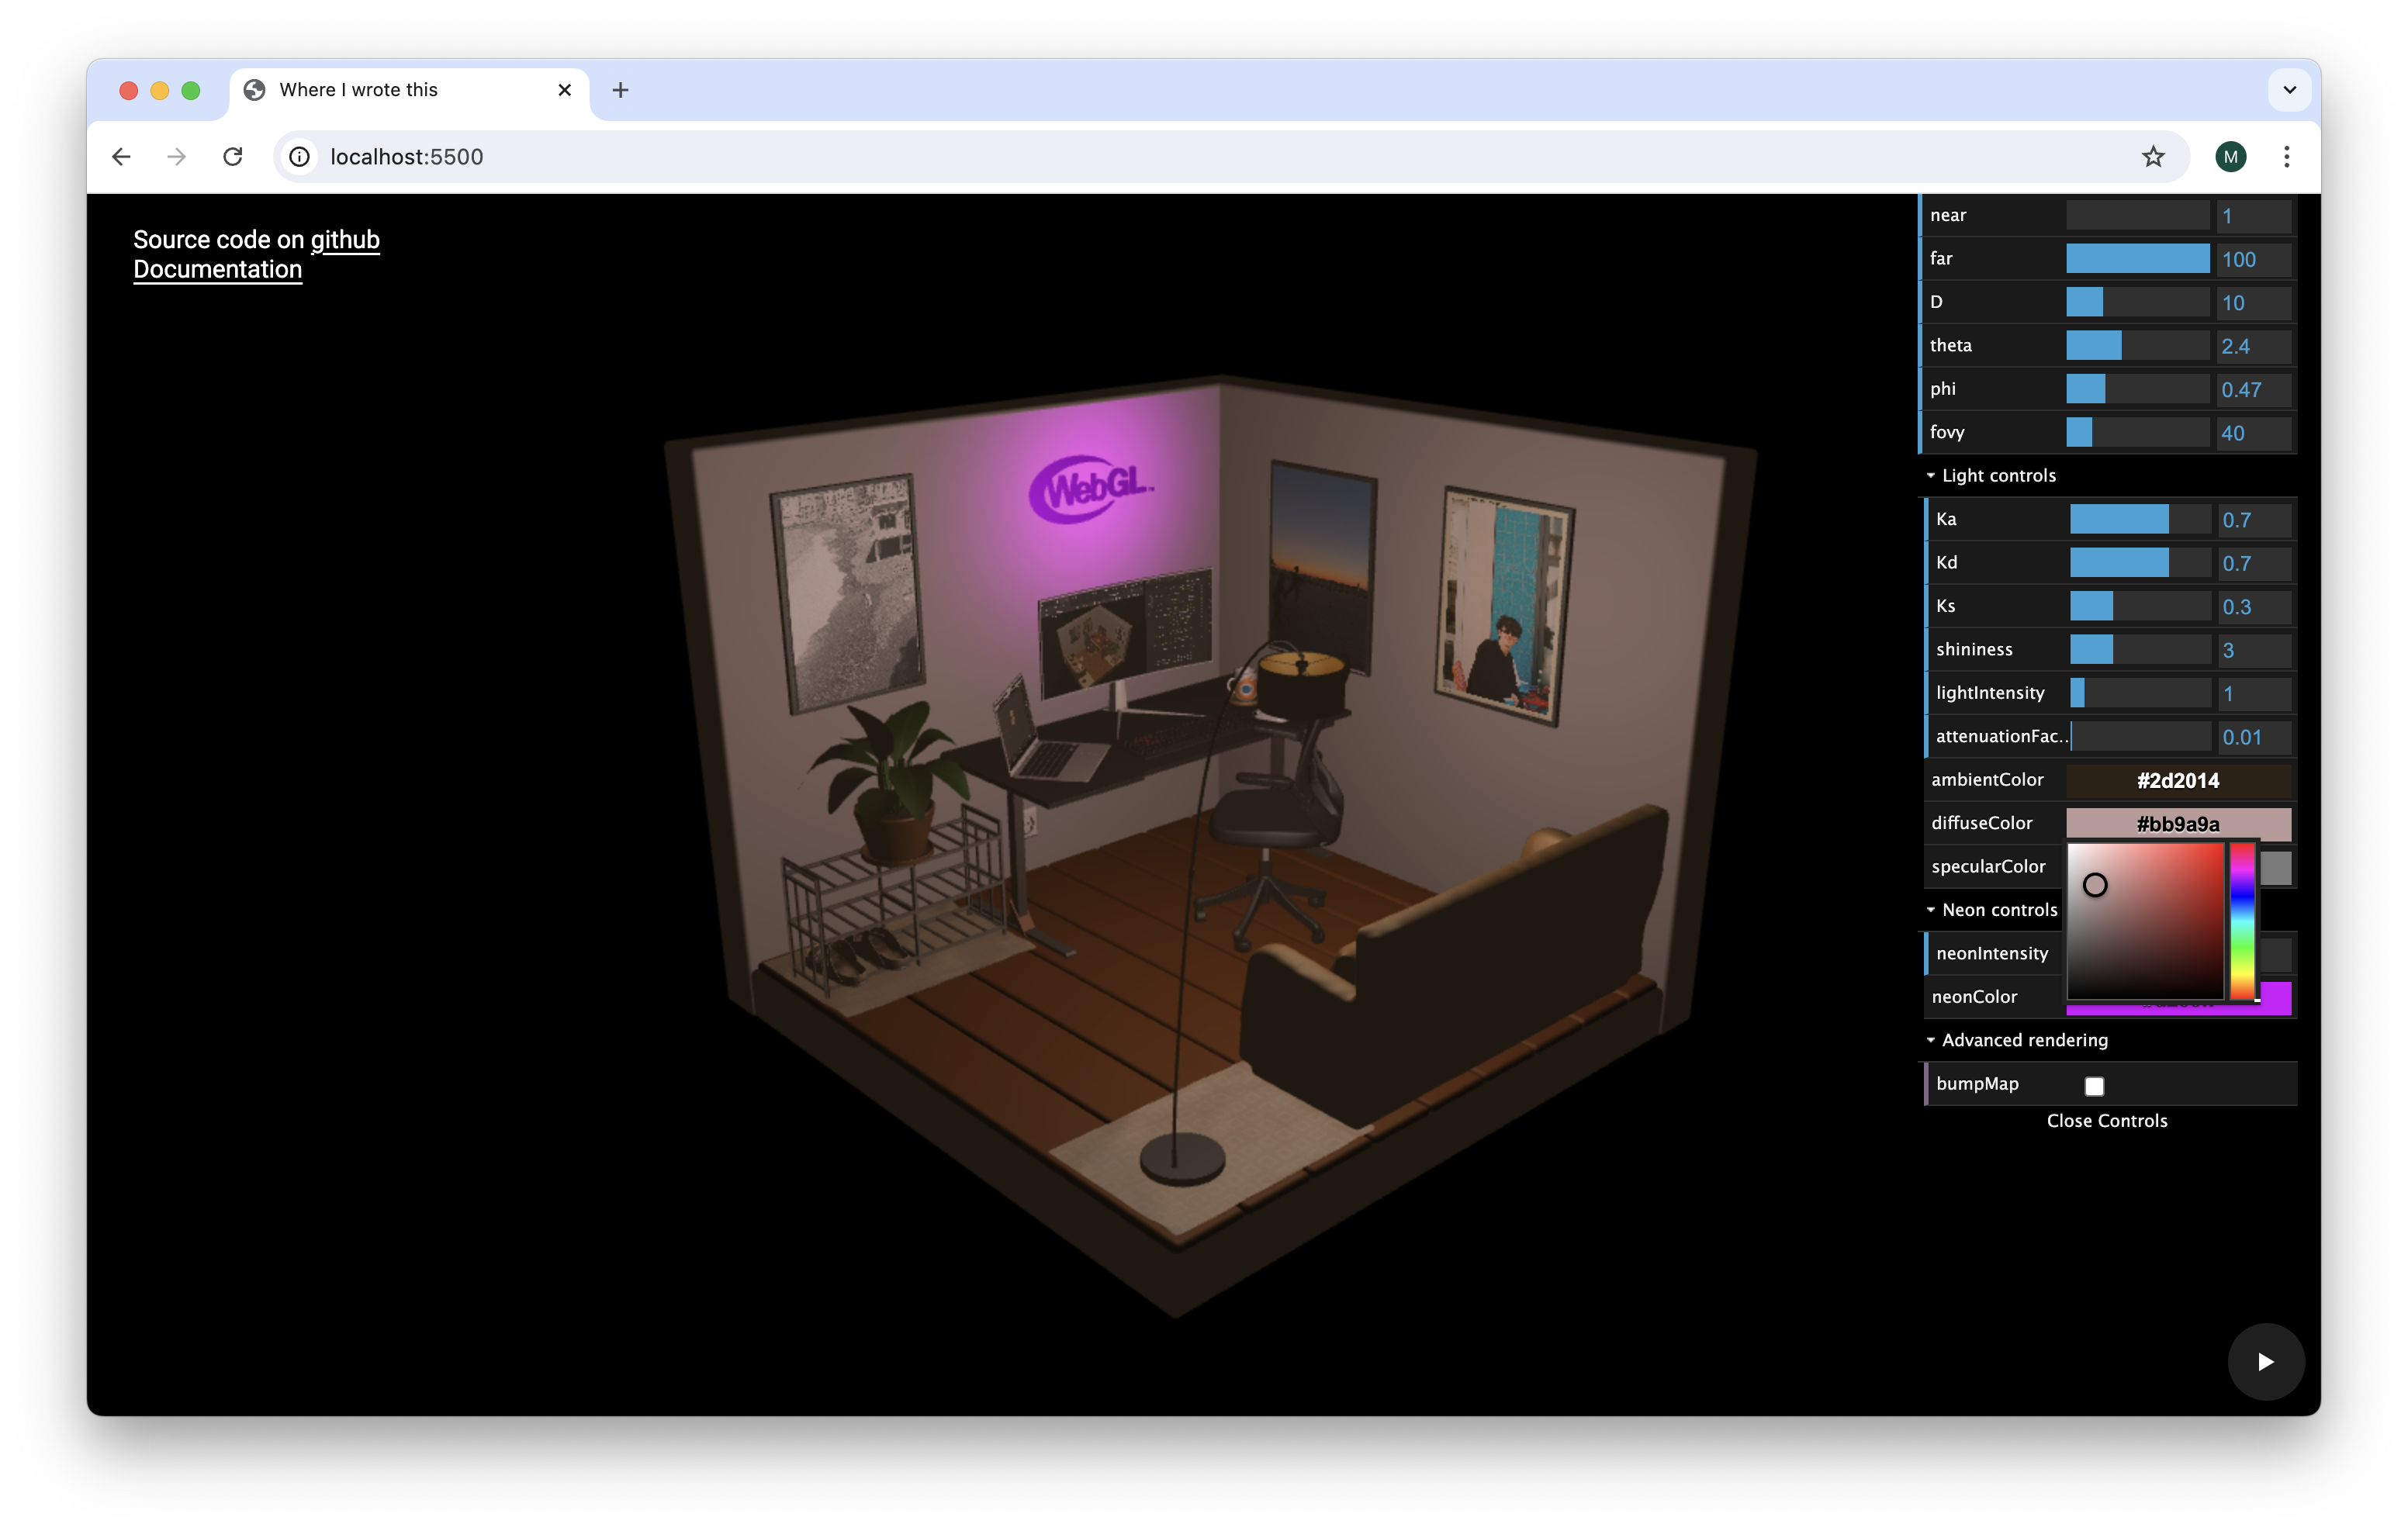 Where I wrote this
localhost:5500
M
Source code on github
Documentation
WebGL™
near 1
far 100
D 10
theta 2.4
phi 0.47
fovy 40
Light controls
Ka 0.7
Kd 0.7
Ks 0.3
shininess 3
lightIntensity 1
attenuationFac.. 0.01
ambientColor #2d2014
diffuseColor #bb9a9a
specularColor
Neon controls
neonIntensity
neonColor
Advanced rendering
bumpMap
Close Controls